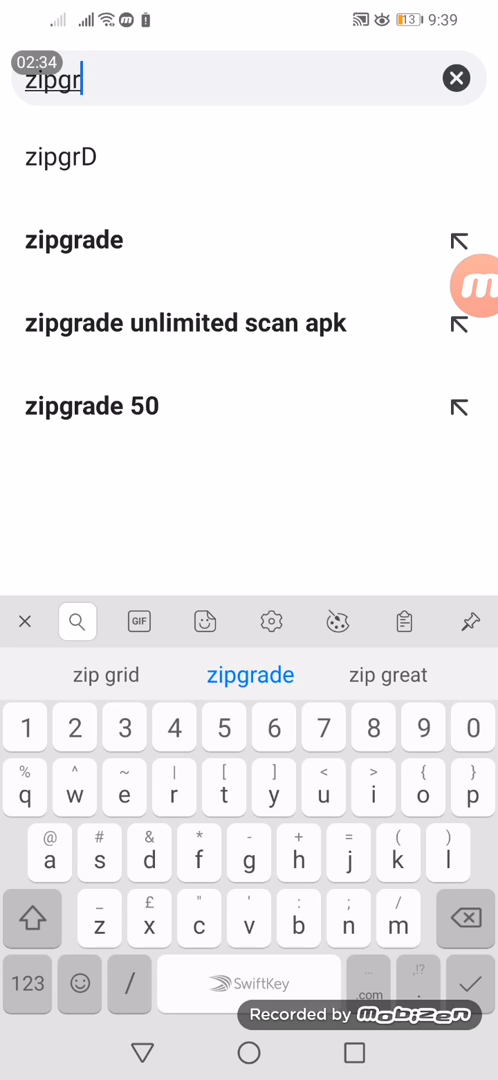 13 9:39
02:34
zipgr
zipgrD
zipgrade
m
zipgrade unlimited scan apk
zipgrade 50
GIF
zip grid zipgrade zip great
1 2 3 4 5 6 7 8 9 0
% ^ ~ | [ ] < > { }
q w e r t y u i o p
@ # & * - + = ( )
a s d f g h j k l
_ £ " ' : ; /
z x c v b n m
... ,!?
123 / SwiftKey .com .
Recorded by mobizen